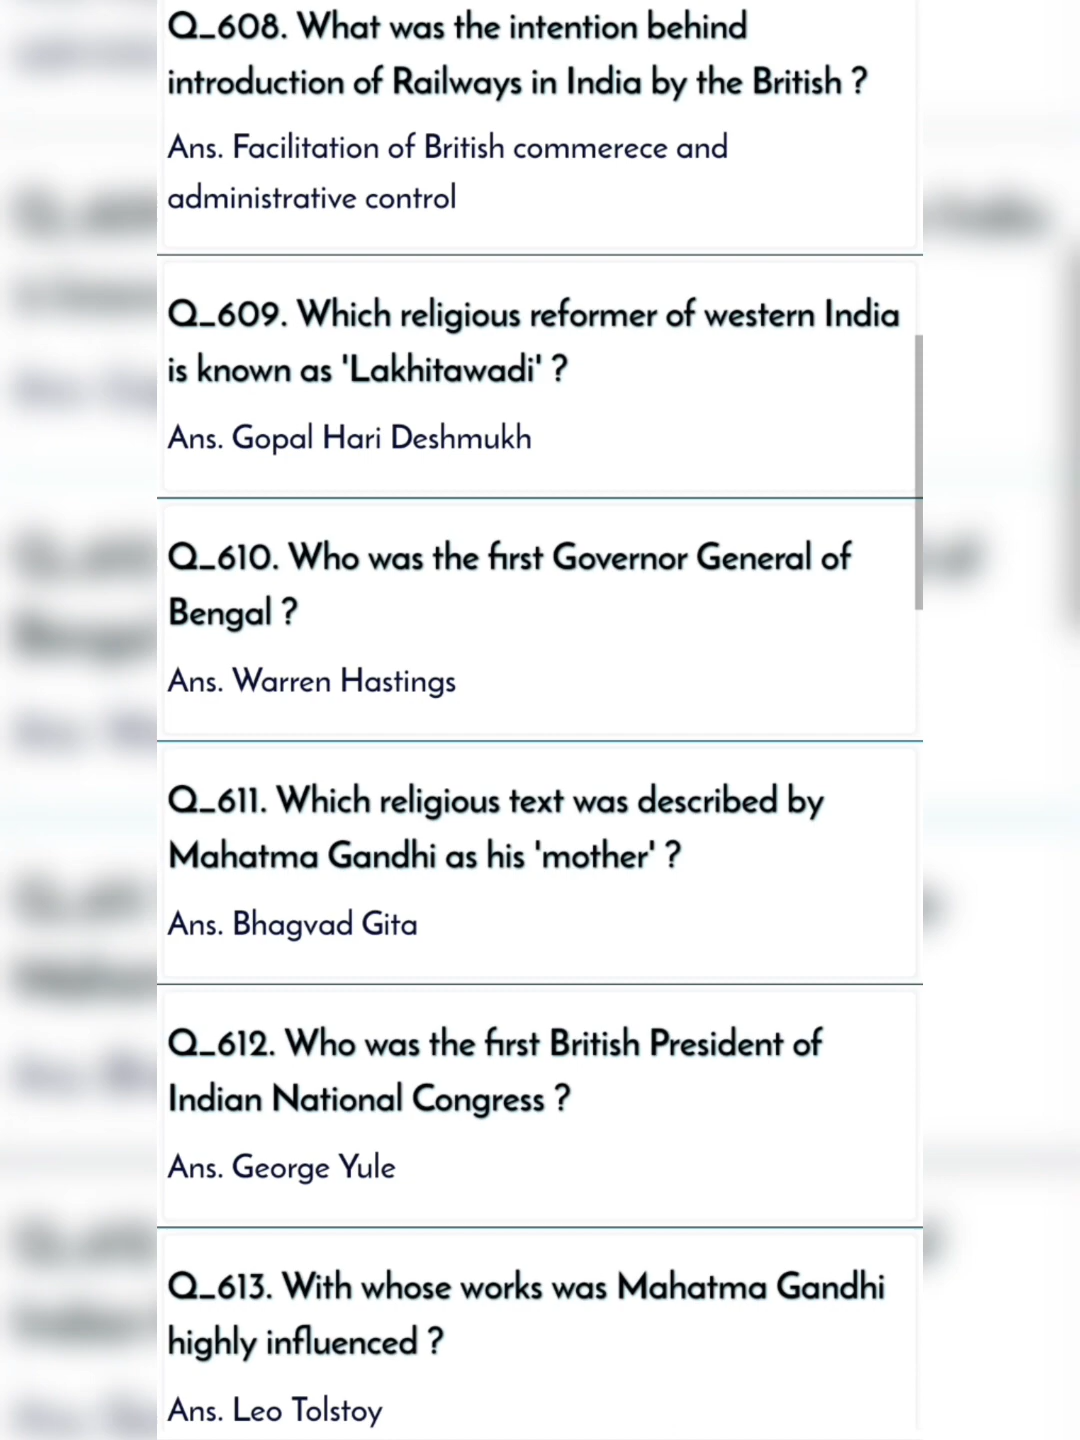 Q_608. What was the intention behind
introduction of Railways in India by the British ?
Ans. Facilitation of British commerece and
administrative control
Q_609. Which religious reformer of western India
is known as 'Lakhitawadi' ?
Ans. Gopal Hari Deshmukh
Q_610. Who was the first Governor General of
Bengal ?
Ans. Warren Hastings
Q_611. Which religious text was described by
Mahatma Gandhi as his 'mother' ?
Ans. Bhagvad Gita
Q_612. Who was the first British President of
Indian National Congress ?
Ans. George Yule
Q_613. With whose works was Mahatma Gandhi
highly influenced ?
Ans. Leo Tolstoy